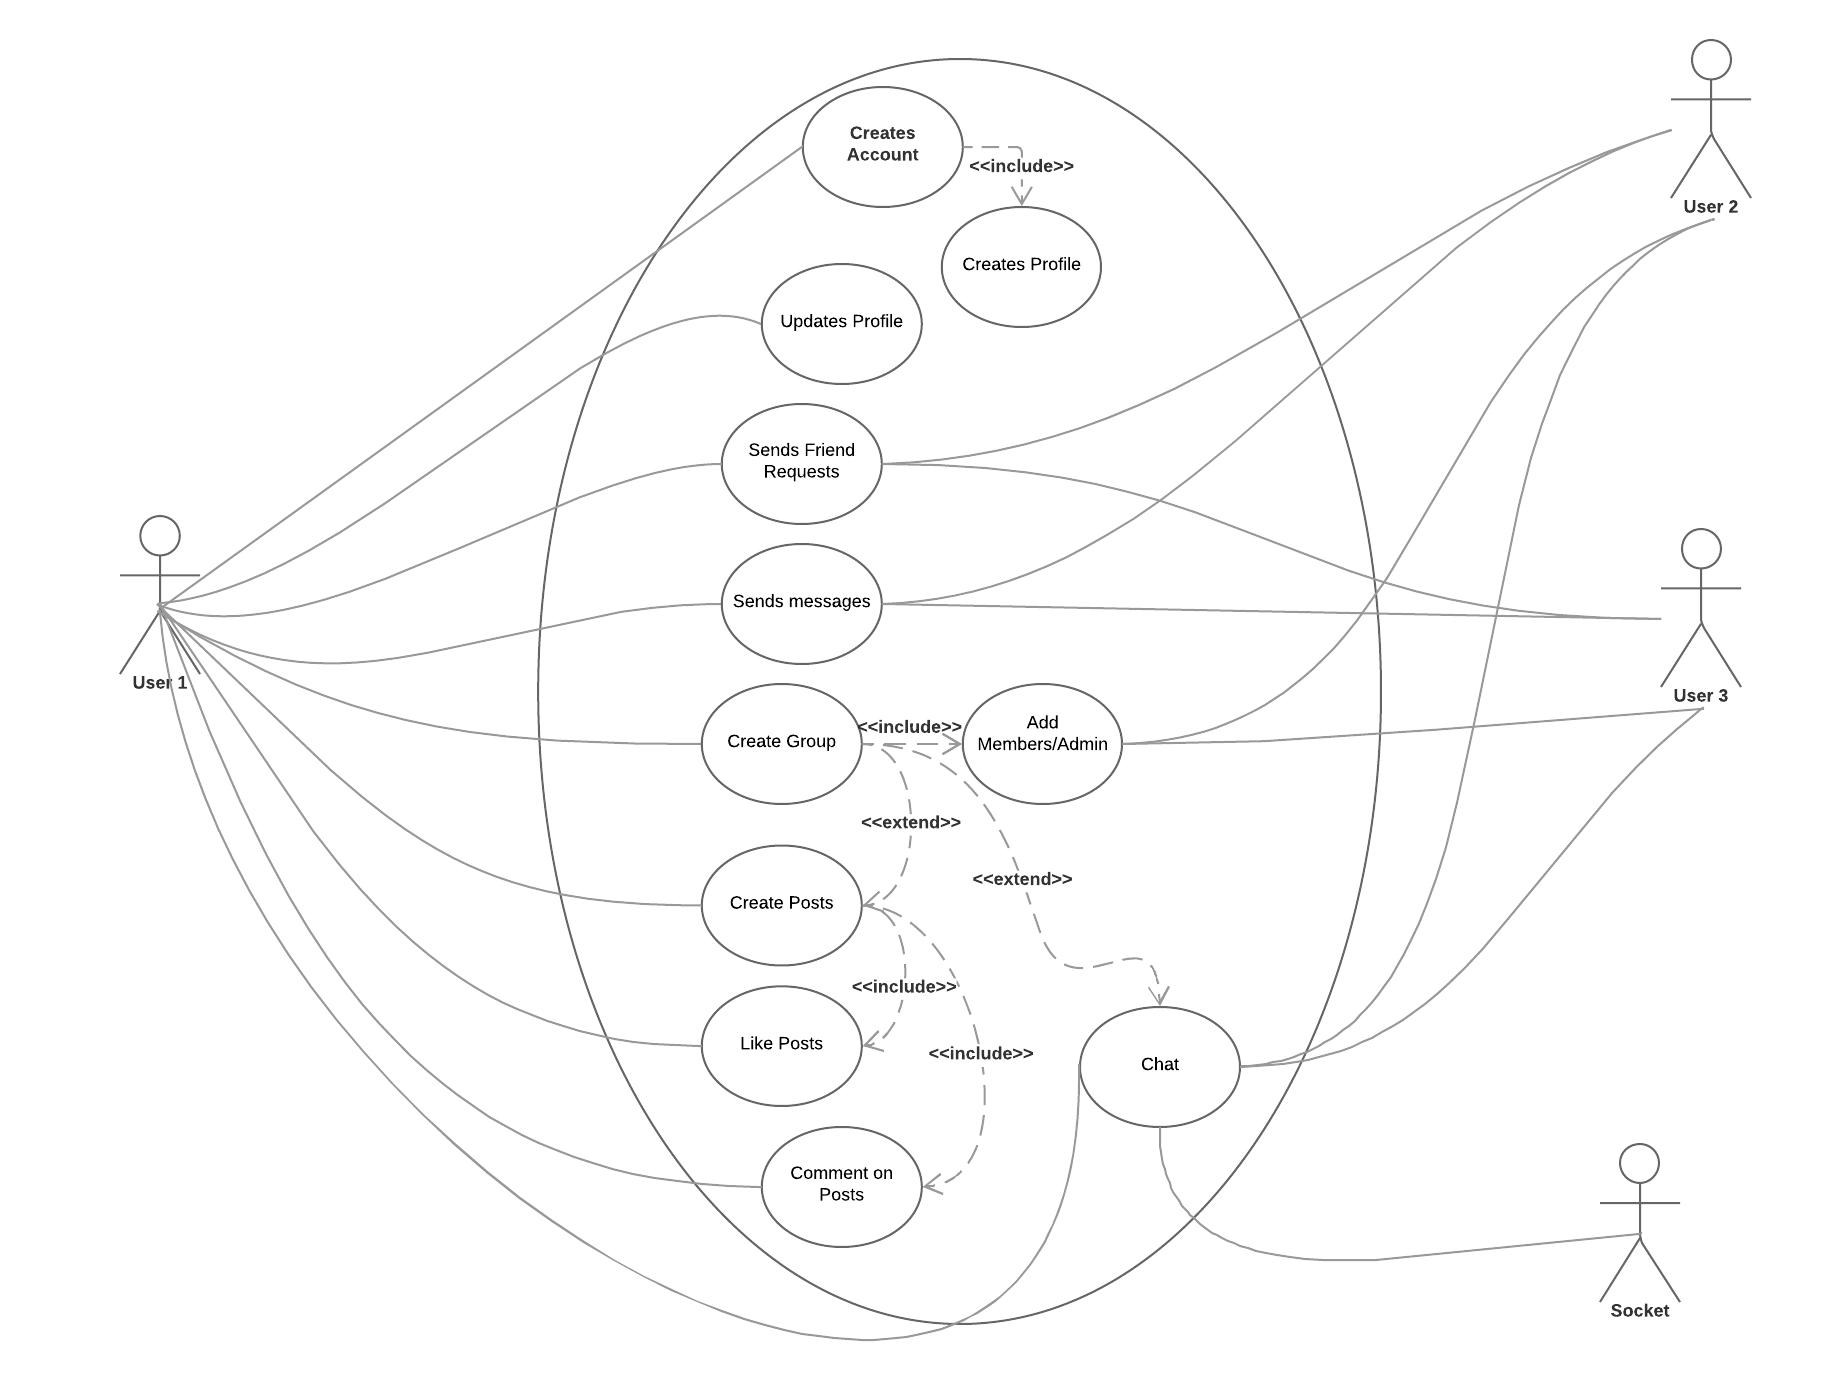 Creates
Account
<<include>>
User 2
Creates Profile
Updates Profile
Sends Friend
Requests
Sends messages
User 1
User 3
Create Group
<<include>>
Add
Members/Admin
<<extend>>
<<extend>>
Create Posts
<<include>>
Like Posts
<<include>>
Chat
Comment on
Posts
Socket